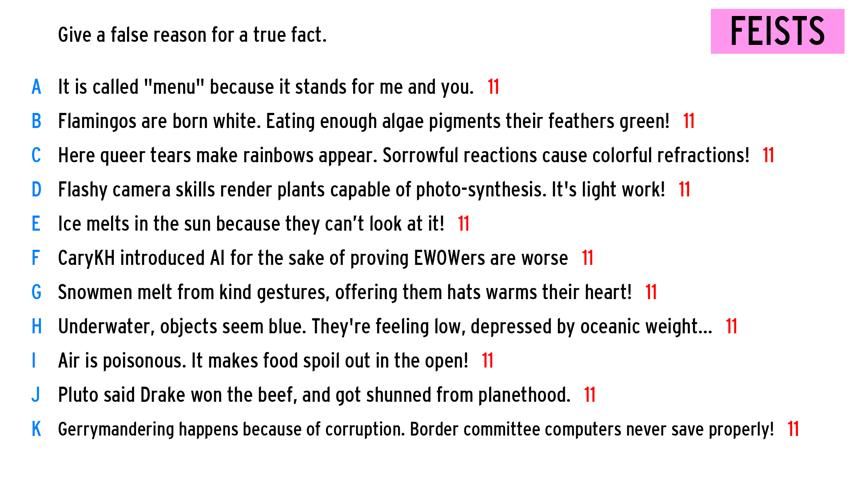 Give a false reason for a true fact.
FEISTS
A It is called "menu" because it stands for me and you. 11
B Flamingos are born white. Eating enough algae pigments their feathers green! 11
C Here queer tears make rainbows appear. Sorrowful reactions cause colorful refractions! 11
D Flashy camera skills render plants capable of photo-synthesis. It's light work! 11
E Ice melts in the sun because they can't look at it! 11
F CaryKH introduced AI for the sake of proving EWOWers are worse 11
G Snowmen melt from kind gestures, offering them hats warms their heart! 11
H Underwater, objects seem blue. They're feeling low, depressed by oceanic weight... 11
I Air is poisonous. It makes food spoil out in the open! 11
J Pluto said Drake won the beef, and got shunned from planethood. 11
K Gerrymandering happens because of corruption. Border committee computers never save properly! 11